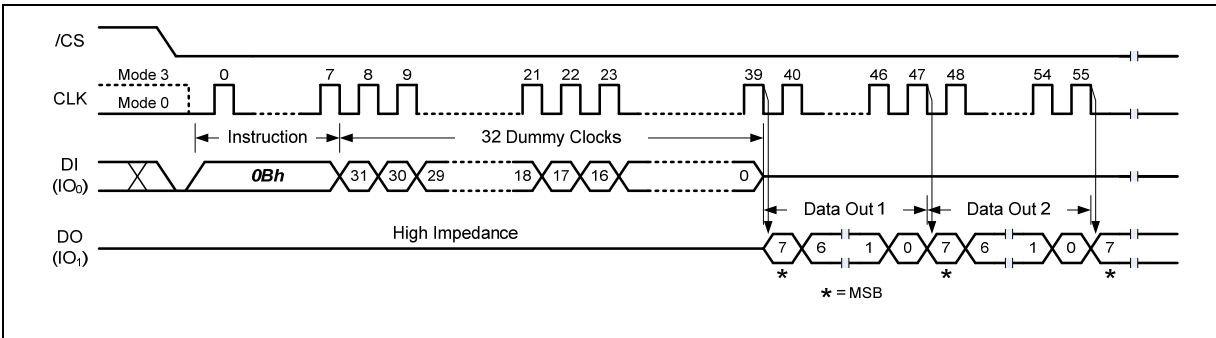 /CS
Mode 3 0 7 8 9 21 22 23 39 40 46 47 48 54 55
CLK
Mode 0
Instruction 32 Dummy Clocks
DI
(IO₀)
0Bh 31 30 29 18 17 16 0
Data Out 1 Data Out 2
DO
(IO₁)
High Impedance
7 6 1 0 7 6 1 0 7
* * *
* = MSB